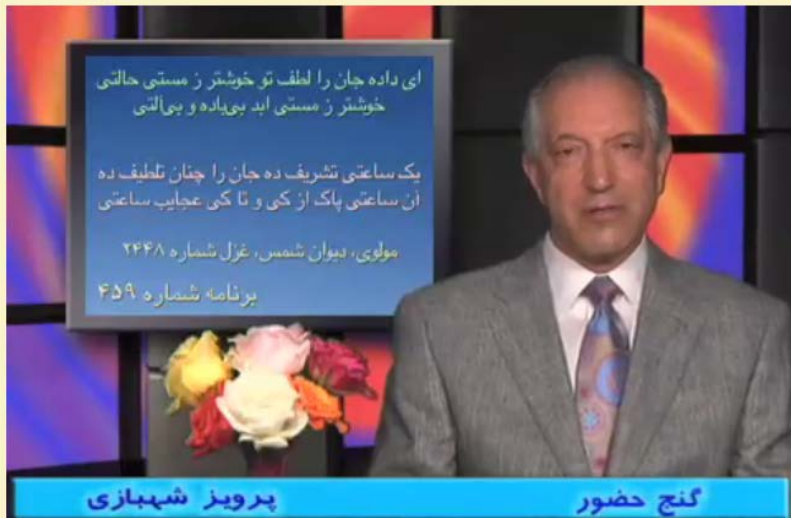 ای داده جان را لطف تو خوشتر ز مستی حالتی
خوشتر ز مستی ابد بی‌باده و بی‌آلتی
یک ساعتی تشریف ده جان را چنان تلطیف ده
آن ساعتی پاک از کی و تا کی عجایب ساعتی
مولوی، دیوان شمس، غزل شماره ۲۴۴۸
برنامه شماره ۴۵۹
گنج حضور
پرویز شهبازی